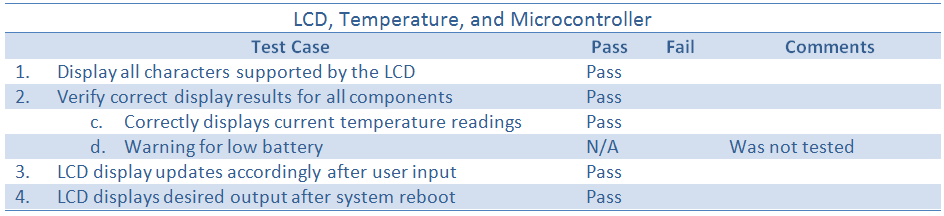 LCD, Temperature, and Microcontroller
Test Case Pass Fail Comments
1. Display all characters supported by the LCD Pass
2. Verify correct display results for all components Pass
c. Correctly displays current temperature readings Pass
d. Warning for low battery N/A Was not tested
3. LCD display updates accordingly after user input Pass
4. LCD displays desired output after system reboot Pass